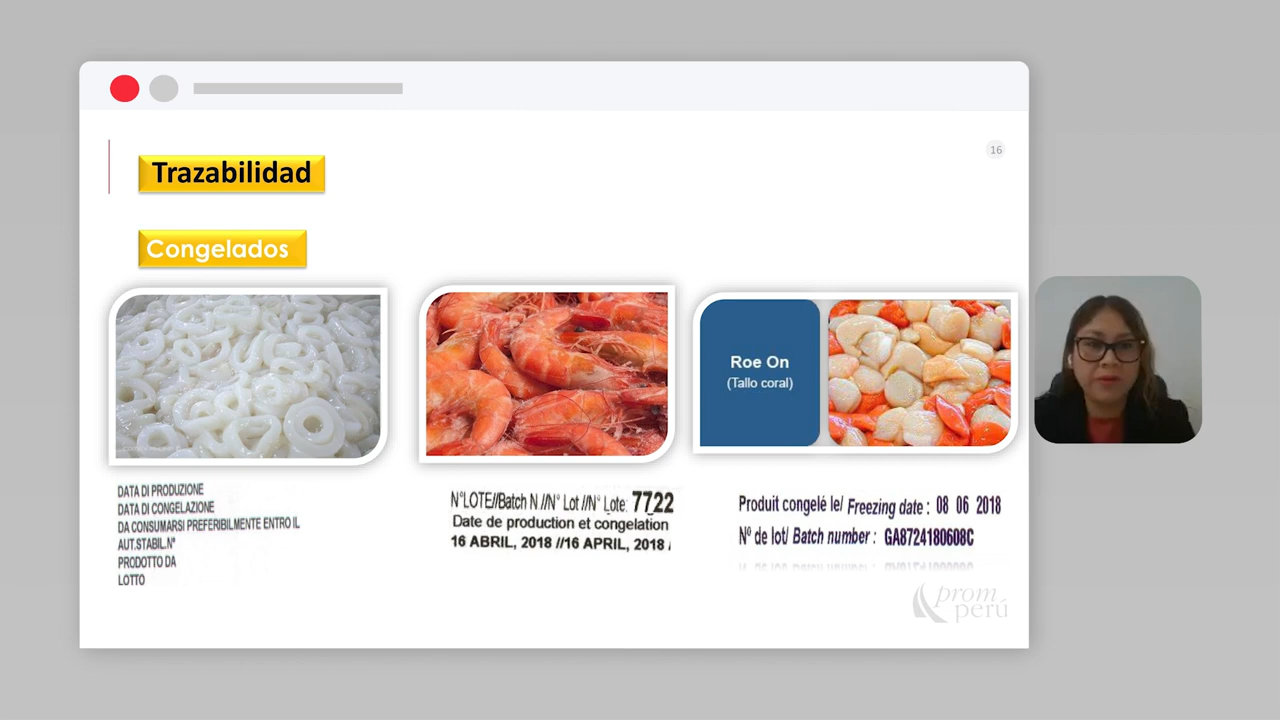 16
Trazabilidad
Congelados
Roe On
(Tallo coral)
DATA DI PRODUZIONE
DATA DI CONGELAZIONE
DA CONSUMARSI PREFERIBILMENTE ENTRO IL
AUT.STABIL.Nº
PRODOTTO DA
LOTTO
N°LOTE//Batch N.//N° Lot //N° Lote: 7722
Date de production et congelation
16 ABRIL, 2018 //16 APRIL, 2018 /
Produit congelé le/ Freezing date : 08 06 2018
Nº de lot/ Batch number : GA8724180608C
prom
perú